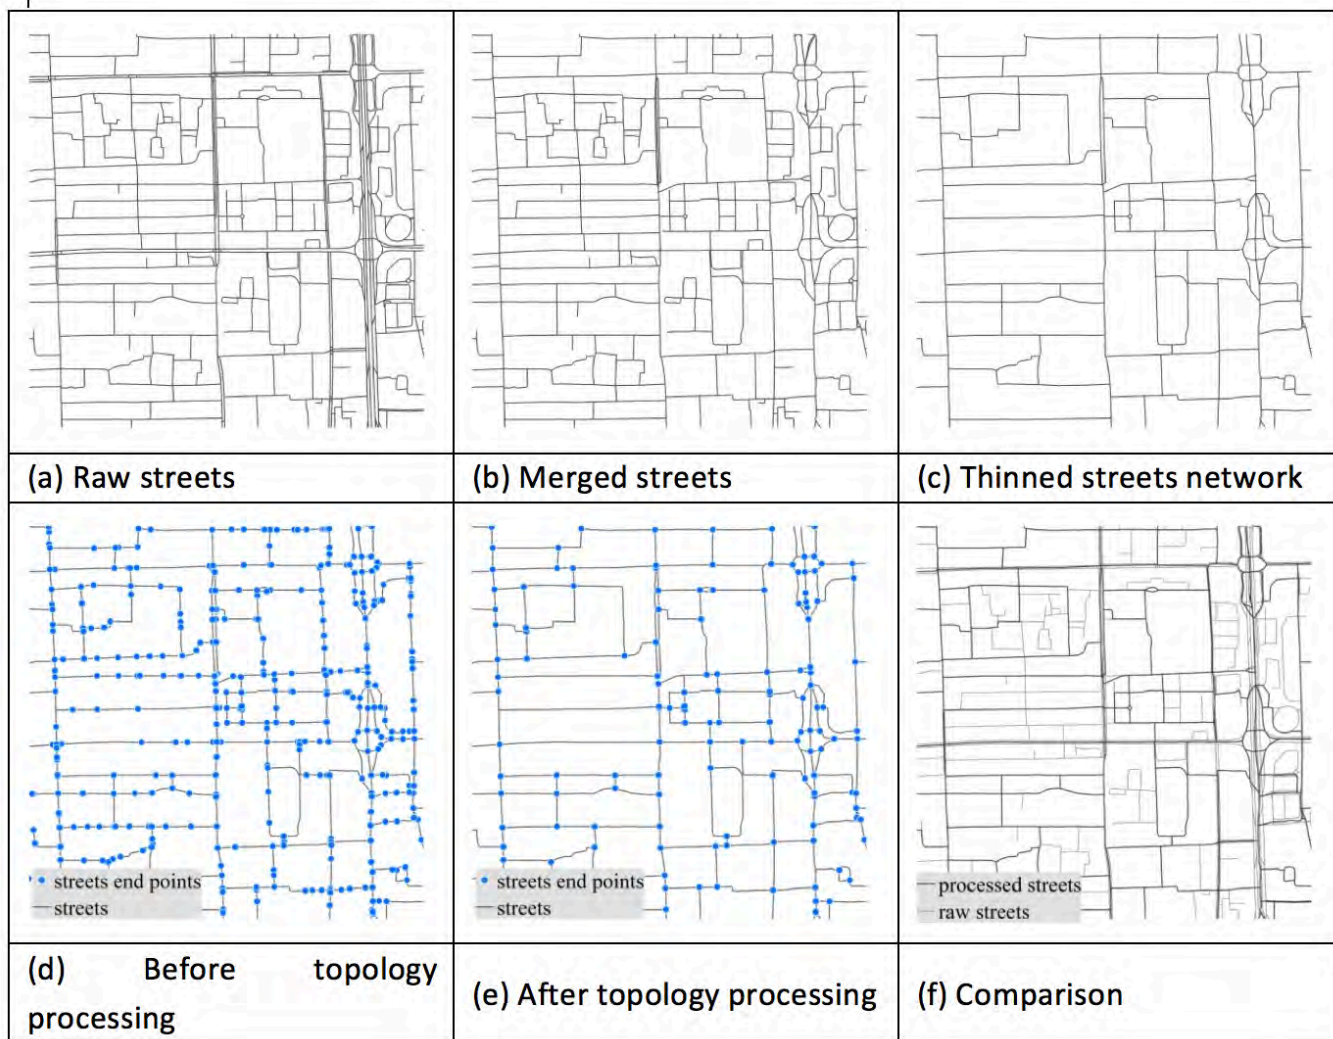 (a) Raw streets
(b) Merged streets
(c) Thinned streets network
streets end points
streets
streets end points
streets
processed streets
raw streets
(d) Before topology
processing
(e) After topology processing
(f) Comparison